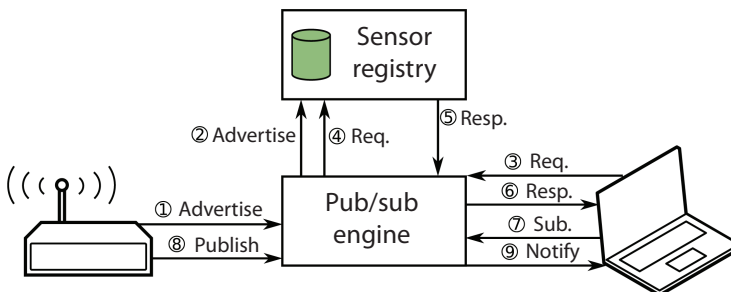 Sensor
registry
② Advertise
④ Req.
⑤ Resp.
③ Req.
① Advertise
Pub/sub
engine
⑥ Resp.
⑦ Sub.
⑧ Publish
⑨ Notify